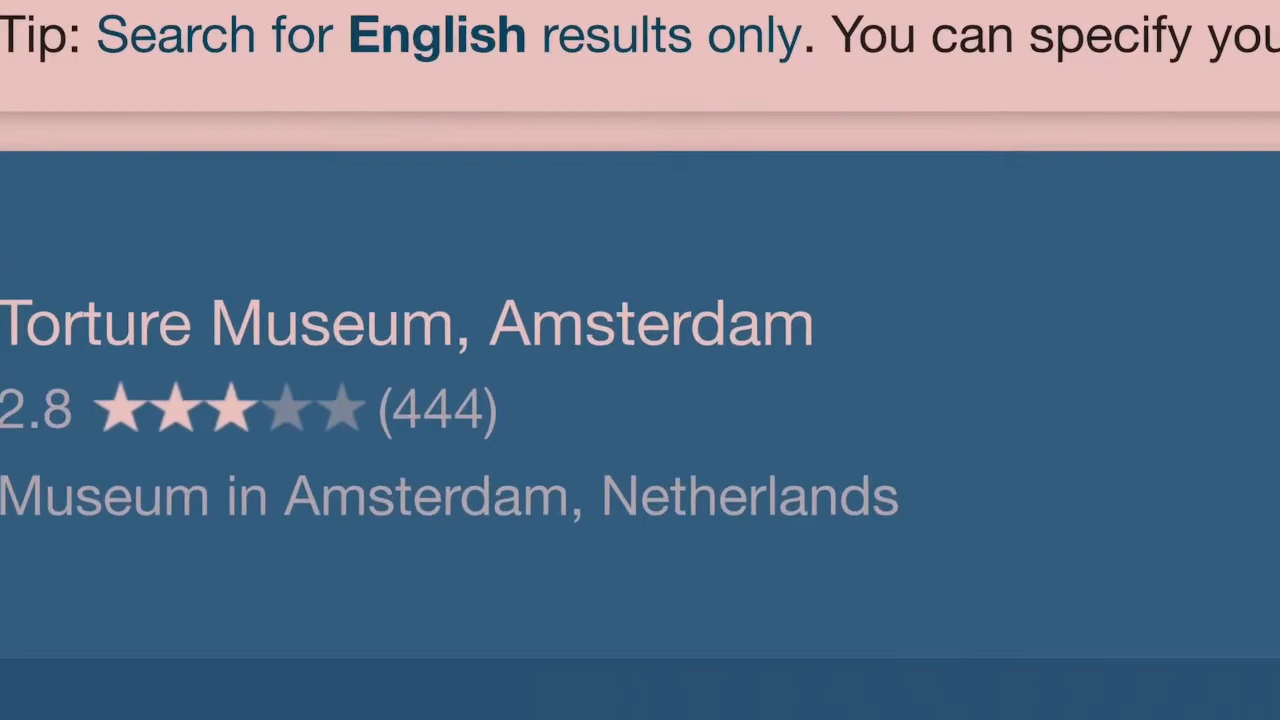 Tip: Search for English results only. You can specify you
Torture Museum, Amsterdam
2.8 ★★★★★ (444)
Museum in Amsterdam, Netherlands